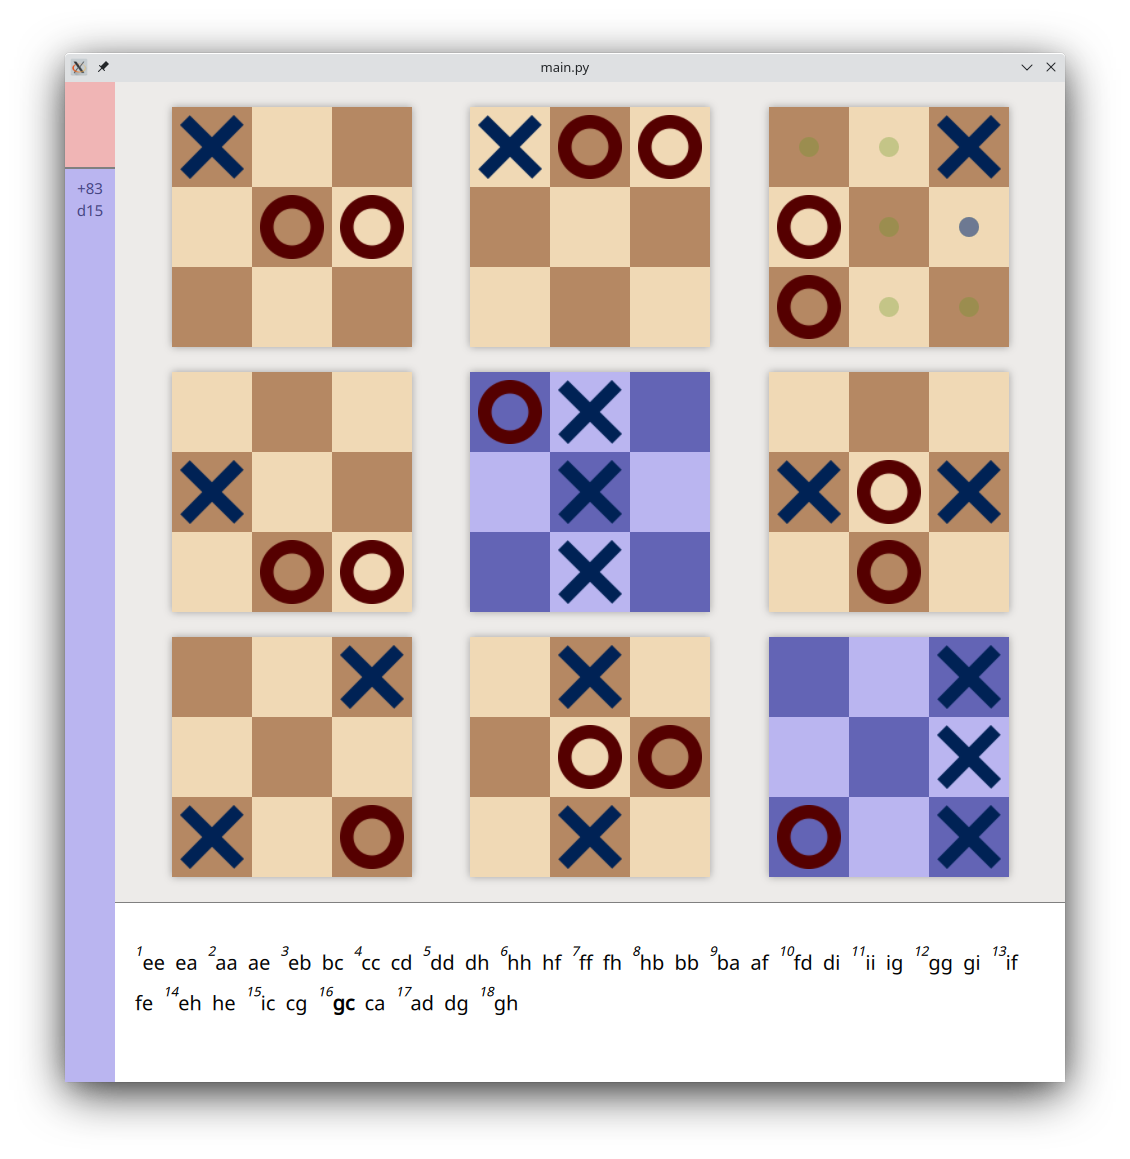 main.py
+83
d15
1ee ea 2aa ae 3eb bc 4cc cd 5dd dh 6hh hf 7ff fh 8hb bb 9ba af 10fd di 11ii ig 12gg gi 13if
fe 14eh he 15ic cg 16gc ca 17ad dg 18gh